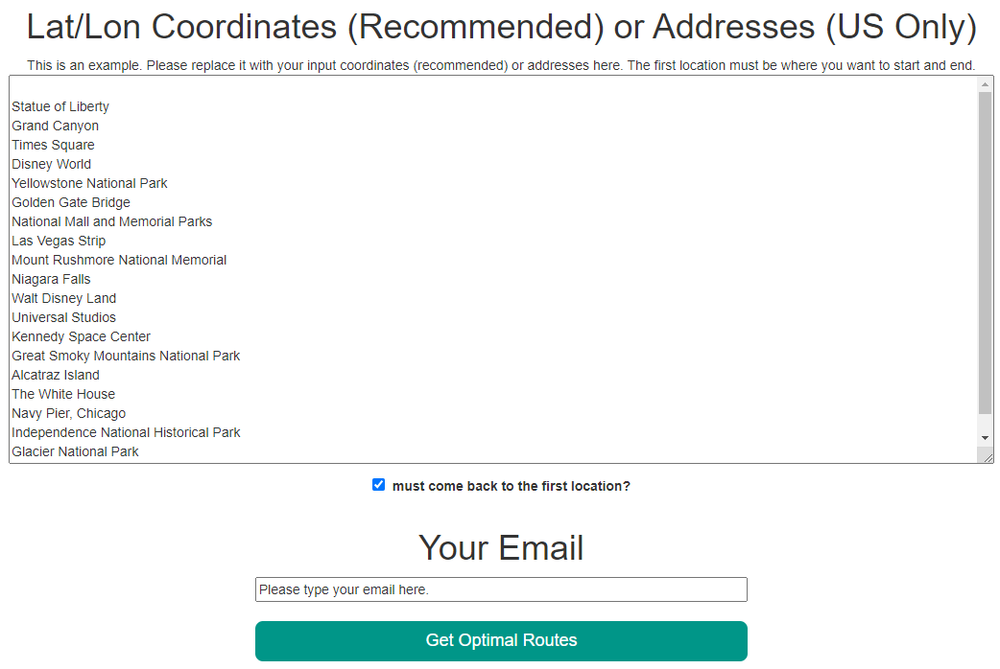 Lat/Lon Coordinates (Recommended) or Addresses (US Only)
This is an example. Please replace it with your input coordinates (recommended) or addresses here. The first location must be where you want to start and end.
Statue of Liberty
Grand Canyon
Times Square
Disney World
Yellowstone National Park
Golden Gate Bridge
National Mall and Memorial Parks
Las Vegas Strip
Mount Rushmore National Memorial
Niagara Falls
Walt Disney Land
Universal Studios
Kennedy Space Center
Great Smoky Mountains National Park
Alcatraz Island
The White House
Navy Pier, Chicago
Independence National Historical Park
Glacier National Park
must come back to the first location?
Your Email
Please type your email here.
Get Optimal Routes